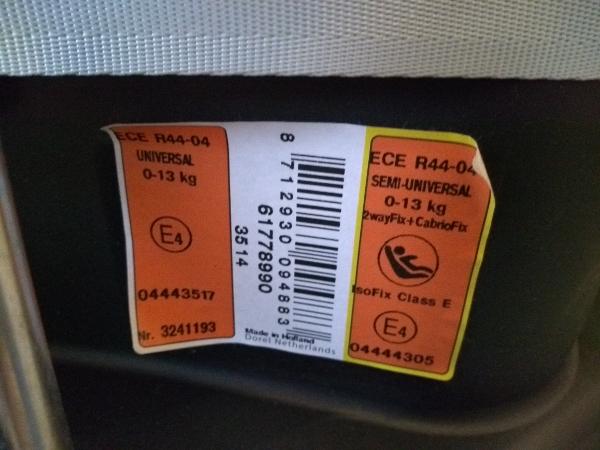 ECE R44-04
UNIVERSAL
0-13 kg
E4
04443517
Nr. 3241193
8 712930 094883
61778990
3514
Made in Holland
Dorel Netherlands
ECE R44-04
SEMI-UNIVERSAL
0-13 kg
2wayFix+CabrioFix
IsoFix Class E
E4
04444305